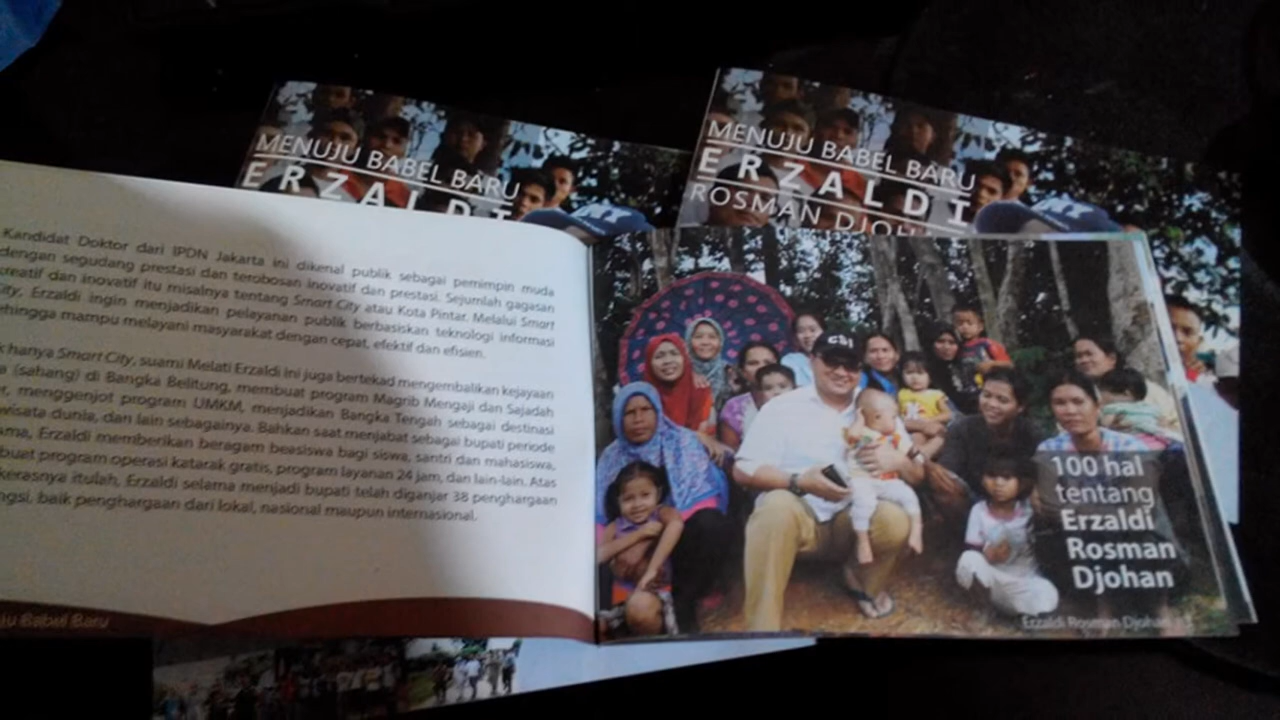 MENUJU BABEL BARU
ERZALDI
MENUJU BABEL BARU
ERZALDI
ROSMAN DJOH
Kandidat Doktor dari IPDN Jakarta ini dikenal publik sebagai pemimpin muda
dengan segudang prestasi dan terobosan inovatif dan prestasi. Sejumlah gagasan
creatif dan inovatif itu misalnya tentang Smart City atau Kota Pintar. Melalui Smart
ity, Erzaldi ingin menjadikan pelayanan publik berbasiskan teknologi informasi
ehingga mampu melayani masyarakat dengan cepat, efektif dan efisien.
k hanya Smart City, suami Melati Erzaldi ini juga bertekad mengembalikan kejayaan
a (sahang) di Bangka Belitung, membuat program Magrib Mengaji dan Sajadah
menggenjot program UMKM, menjadikan Bangka Tengah sebagai destinasi
wisata dunia, dan lain sebagainya. Bahkan saat menjabat sebagai bupati periode
ama, Erzaldi memberikan beragam beasiswa bagi siswa, santri dan mahasiswa,
buat program operasi katarak gratis, program layanan 24 jam, dan lain-lain. Atas
kerasnya itulah, Erzaldi selama menjadi bupati telah diganjar 38 penghargaan
ngsi, baik penghargaan dari lokal, nasional maupun internasional.
ju Babel Baru
100 hal
tentang
Erzaldi
Rosman
Djohan
Erzaldi Rosman Djohan